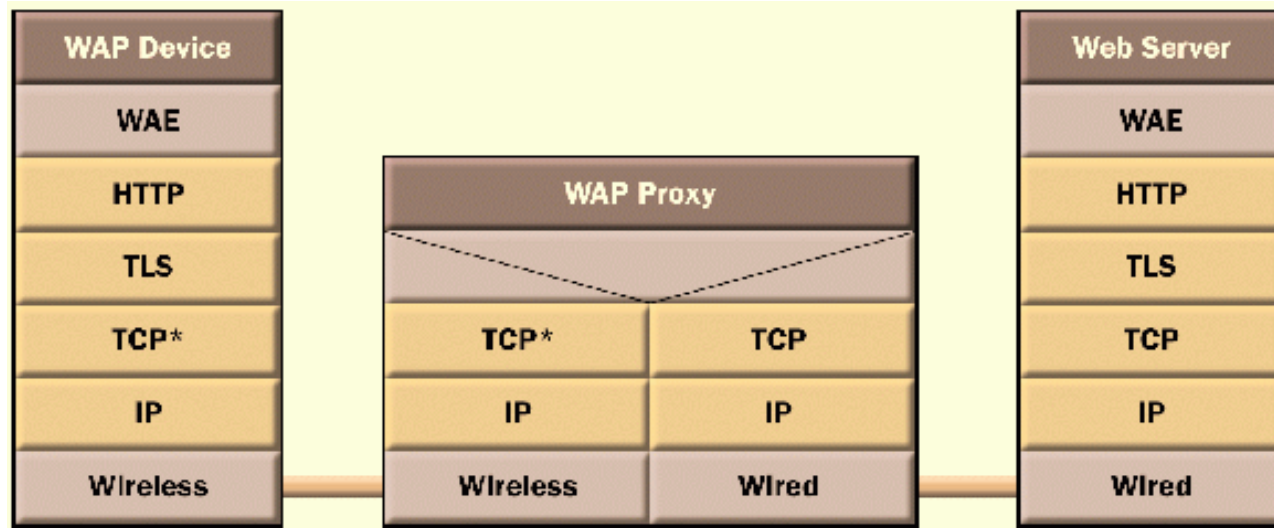 WAP Device
WAE
HTTP
TLS
TCP*
IP
Wireless
WAP Proxy
TCP* TCP
IP IP
Wireless Wired
Web Server
WAE
HTTP
TLS
TCP
IP
Wired